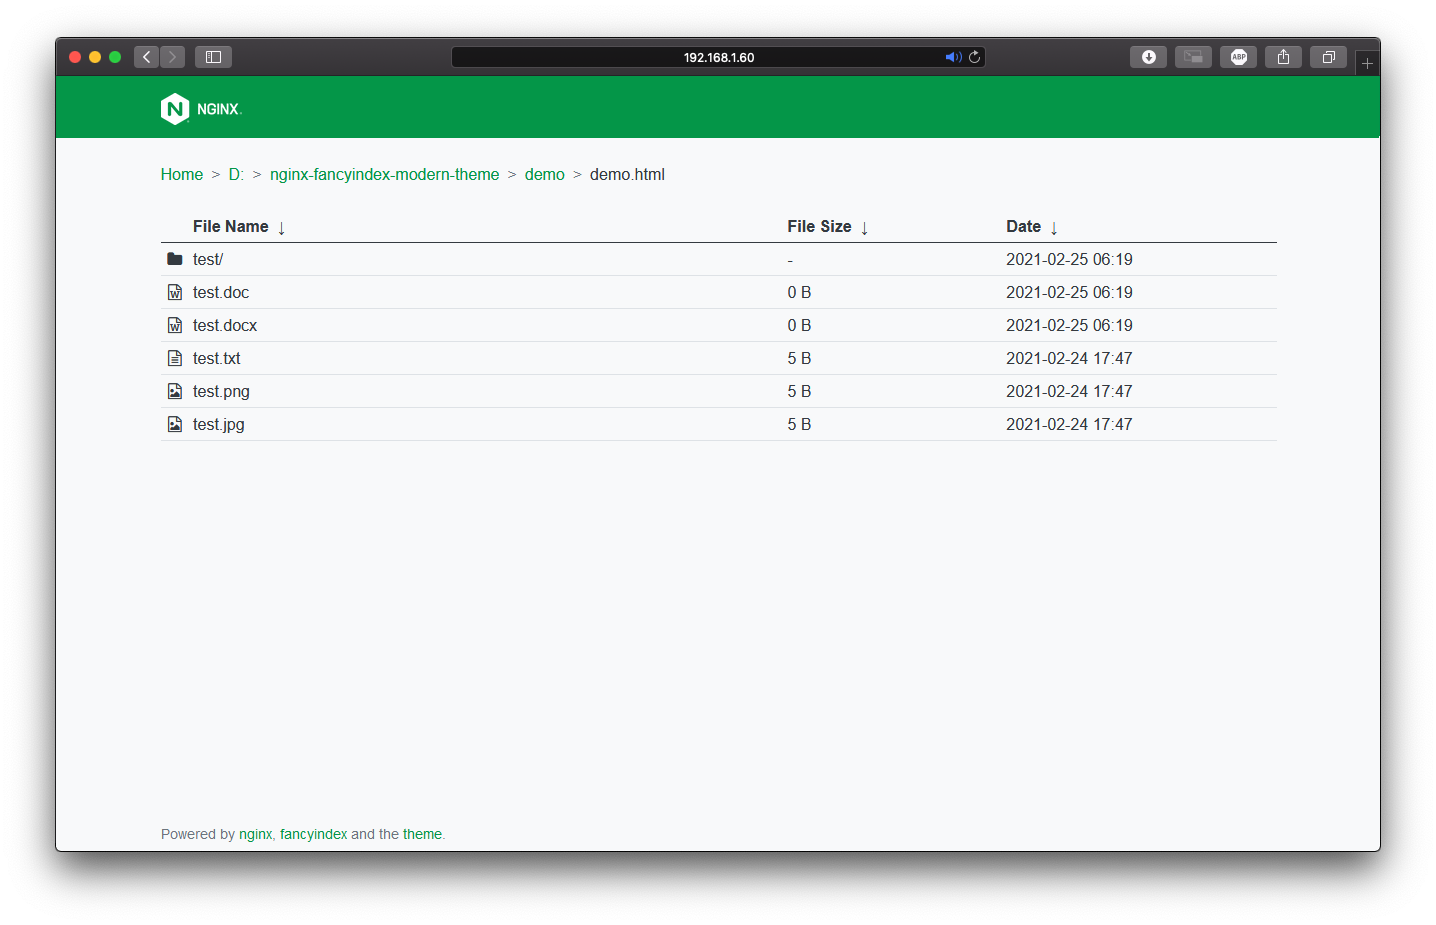 192.168.1.60
ABP
NGINX.
Home > D: > nginx-fancyindex-modern-theme > demo > demo.html
File Name ↓ File Size ↓ Date ↓
test/ - 2021-02-25 06:19
test.doc 0 B 2021-02-25 06:19
test.docx 0 B 2021-02-25 06:19
test.txt 5 B 2021-02-24 17:47
test.png 5 B 2021-02-24 17:47
test.jpg 5 B 2021-02-24 17:47
Powered by nginx, fancyindex and the theme.